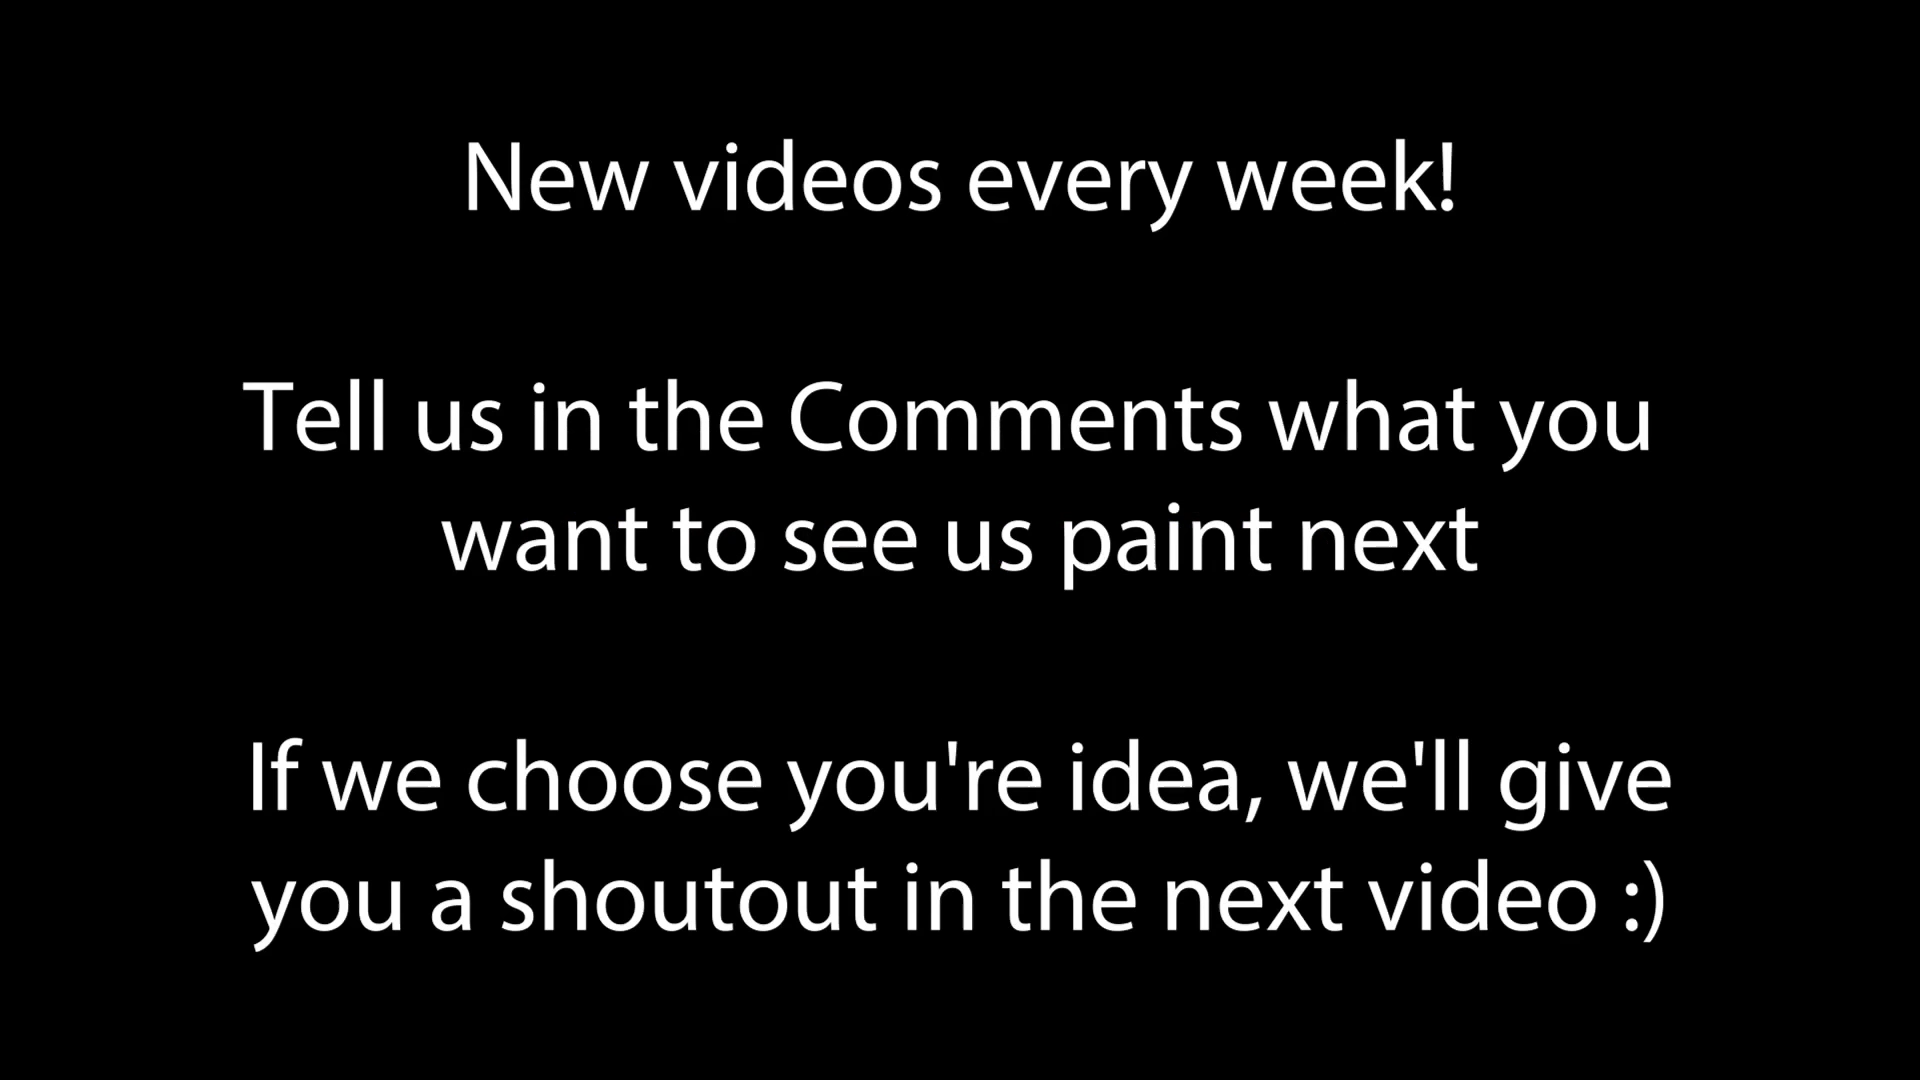 New videos every week!
Tell us in the Comments what you
want to see us paint next
If we choose you're idea, we'll give
you a shoutout in the next video :)